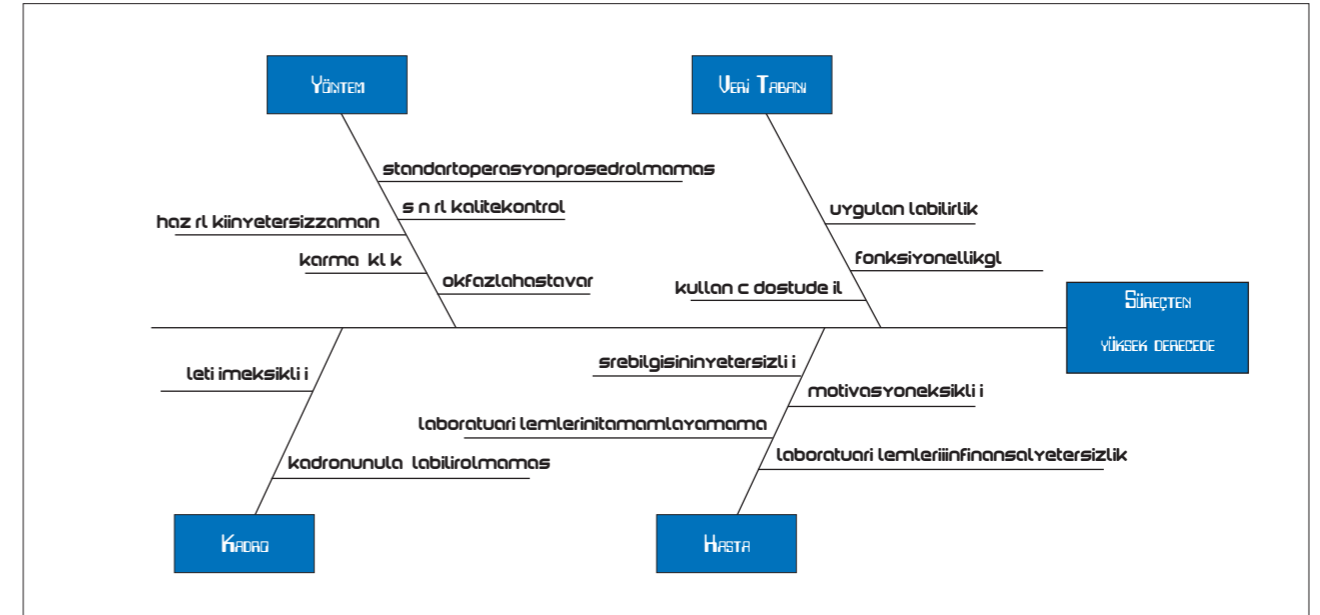 Yöntem
Veri Tabanı
standartoperasyonprosedrolmamas
s n rl kalitekontrol
haz rl kiinyetersizzaman
karma kl k
okfazlahastavar
uygulan labilirlik
fonksiyonellikgl
kullan c dostude il
Süreçten
yüksek derecede
leti imeksikli i
kadronunula labilirolmamas
srebilgisininyetersizli i
motivasyoneksikli i
laboratuari lemlerinitamamlayamama
laboratuari lemleriiinfinansalyetersizlik
Kadro
Hasta